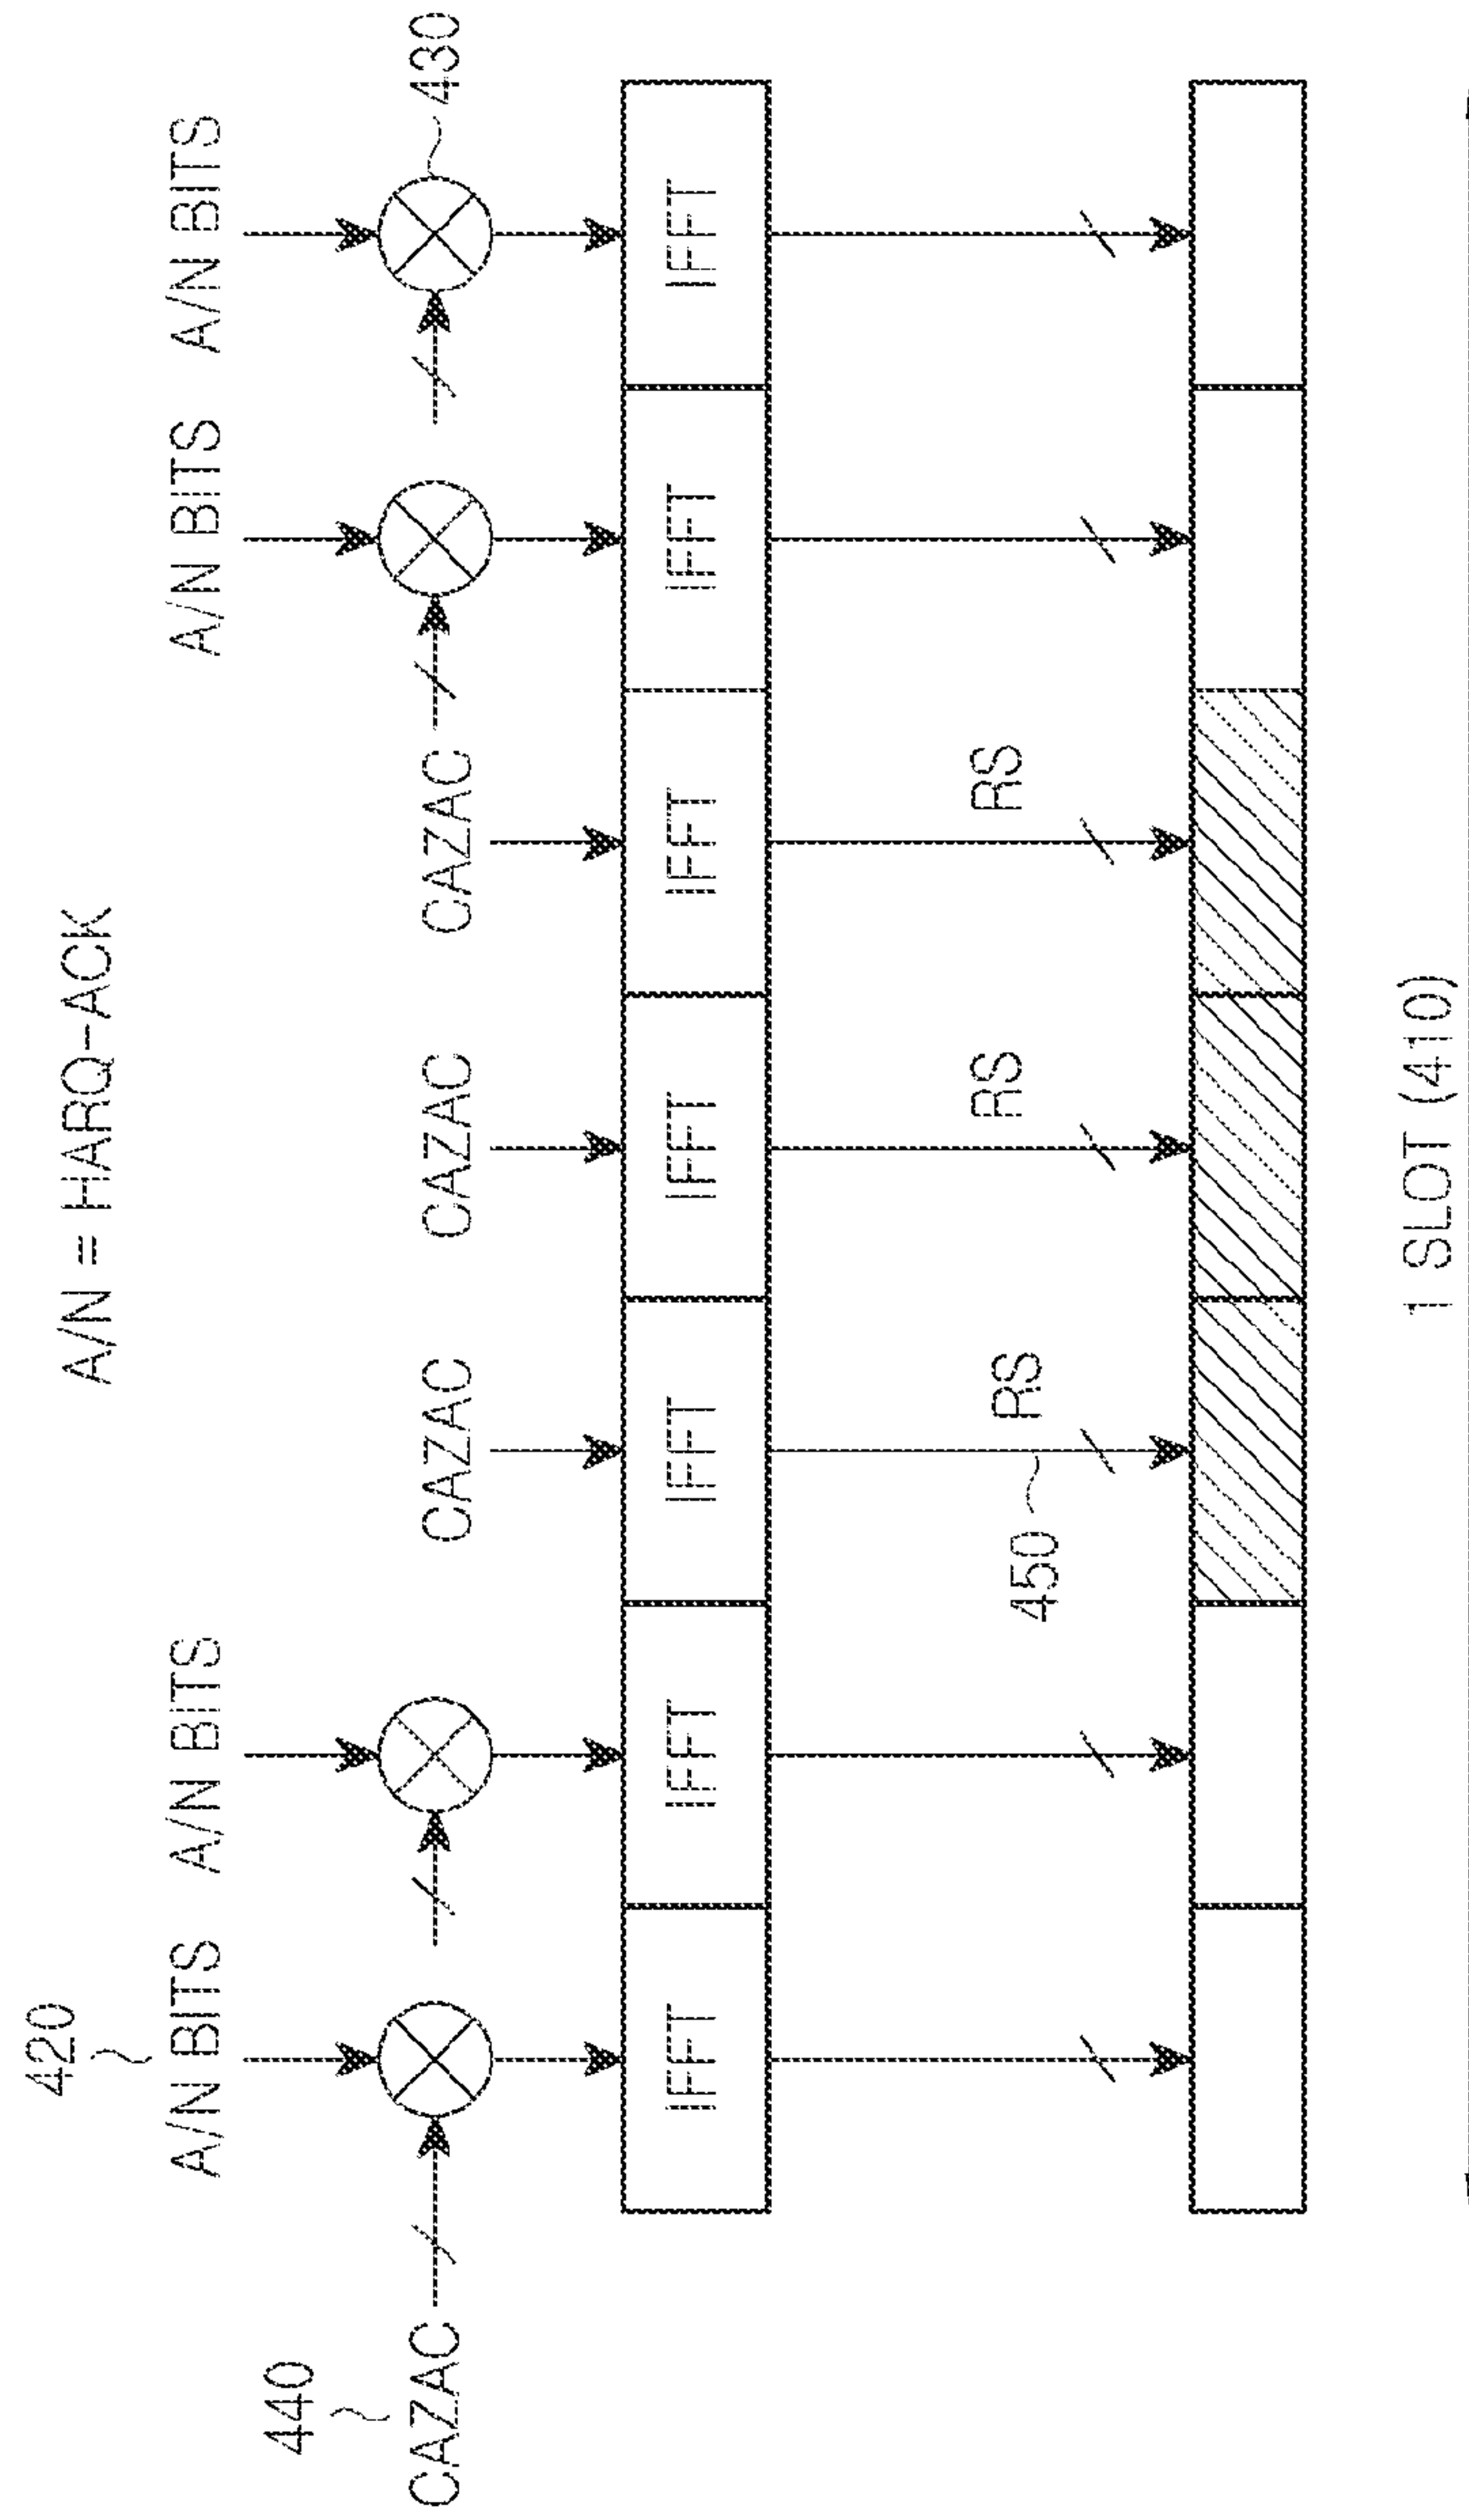 A/N = HARQ-ACK
420
A/N BITS A/N BITS A/N BITS A/N BITS
440
CAZAC CAZAC CAZAC CAZAC 430
IFFT IFFT IFFT IFFT IFFT IFFT IFFT
450 RS RS RS
1 SLOT (410)